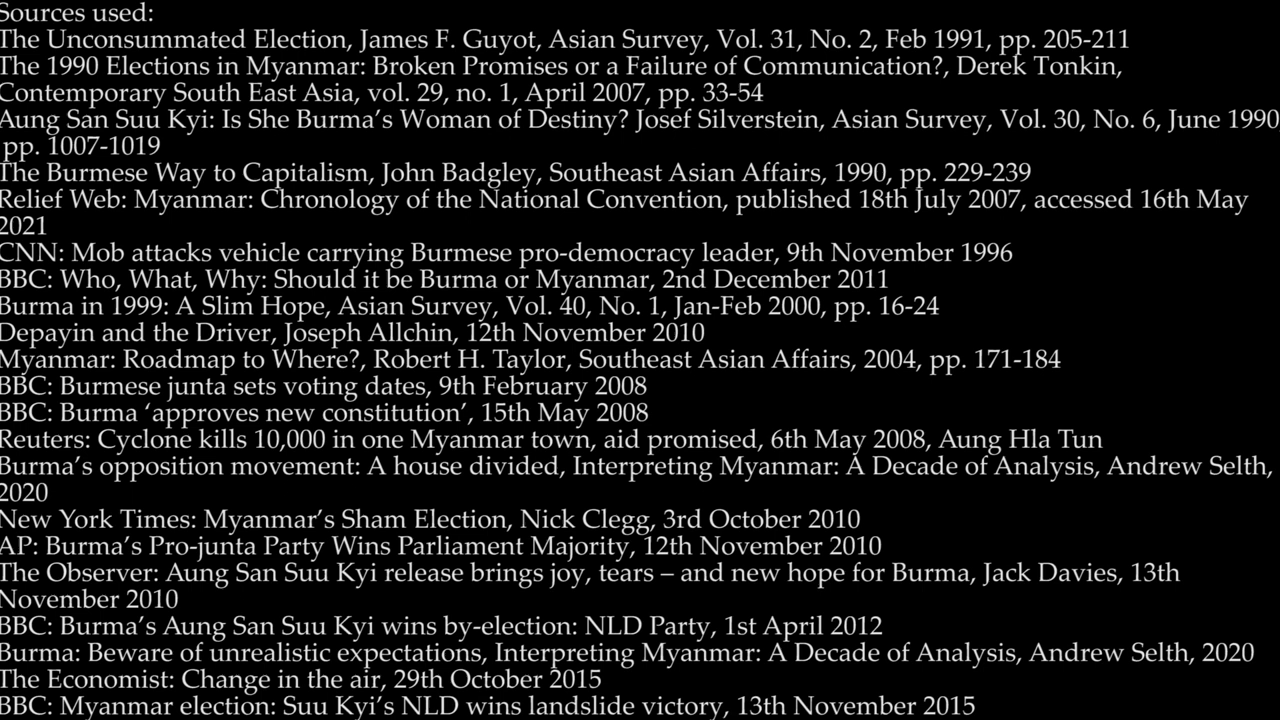 Sources used:
The Unconsummated Election, James F. Guyot, Asian Survey, Vol. 31, No. 2, Feb 1991, pp. 205-211
The 1990 Elections in Myanmar: Broken Promises or a Failure of Communication?, Derek Tonkin,
Contemporary South East Asia, vol. 29, no. 1, April 2007, pp. 33-54
Aung San Suu Kyi: Is She Burma's Woman of Destiny? Josef Silverstein, Asian Survey, Vol. 30, No. 6, June 1990
pp. 1007-1019
The Burmese Way to Capitalism, John Badgley, Southeast Asian Affairs, 1990, pp. 229-239
Relief Web: Myanmar: Chronology of the National Convention, published 18th July 2007, accessed 16th May
2021
CNN: Mob attacks vehicle carrying Burmese pro-democracy leader, 9th November 1996
BBC: Who, What, Why: Should it be Burma or Myanmar, 2nd December 2011
Burma in 1999: A Slim Hope, Asian Survey, Vol. 40, No. 1, Jan-Feb 2000, pp. 16-24
Depayin and the Driver, Joseph Allchin, 12th November 2010
Myanmar: Roadmap to Where?, Robert H. Taylor, Southeast Asian Affairs, 2004, pp. 171-184
BBC: Burmese junta sets voting dates, 9th February 2008
BBC: Burma ‘approves new constitution’, 15th May 2008
Reuters: Cyclone kills 10,000 in one Myanmar town, aid promised, 6th May 2008, Aung Hla Tun
Burma's opposition movement: A house divided, Interpreting Myanmar: A Decade of Analysis, Andrew Selth,
2020
New York Times: Myanmar's Sham Election, Nick Clegg, 3rd October 2010
AP: Burma's Pro-junta Party Wins Parliament Majority, 12th November 2010
The Observer: Aung San Suu Kyi release brings joy, tears – and new hope for Burma, Jack Davies, 13th
November 2010
BBC: Burma's Aung San Suu Kyi wins by-election: NLD Party, 1st April 2012
Burma: Beware of unrealistic expectations, Interpreting Myanmar: A Decade of Analysis, Andrew Selth, 2020
The Economist: Change in the air, 29th October 2015
BBC: Myanmar election: Suu Kyi's NLD wins landslide victory, 13th November 2015